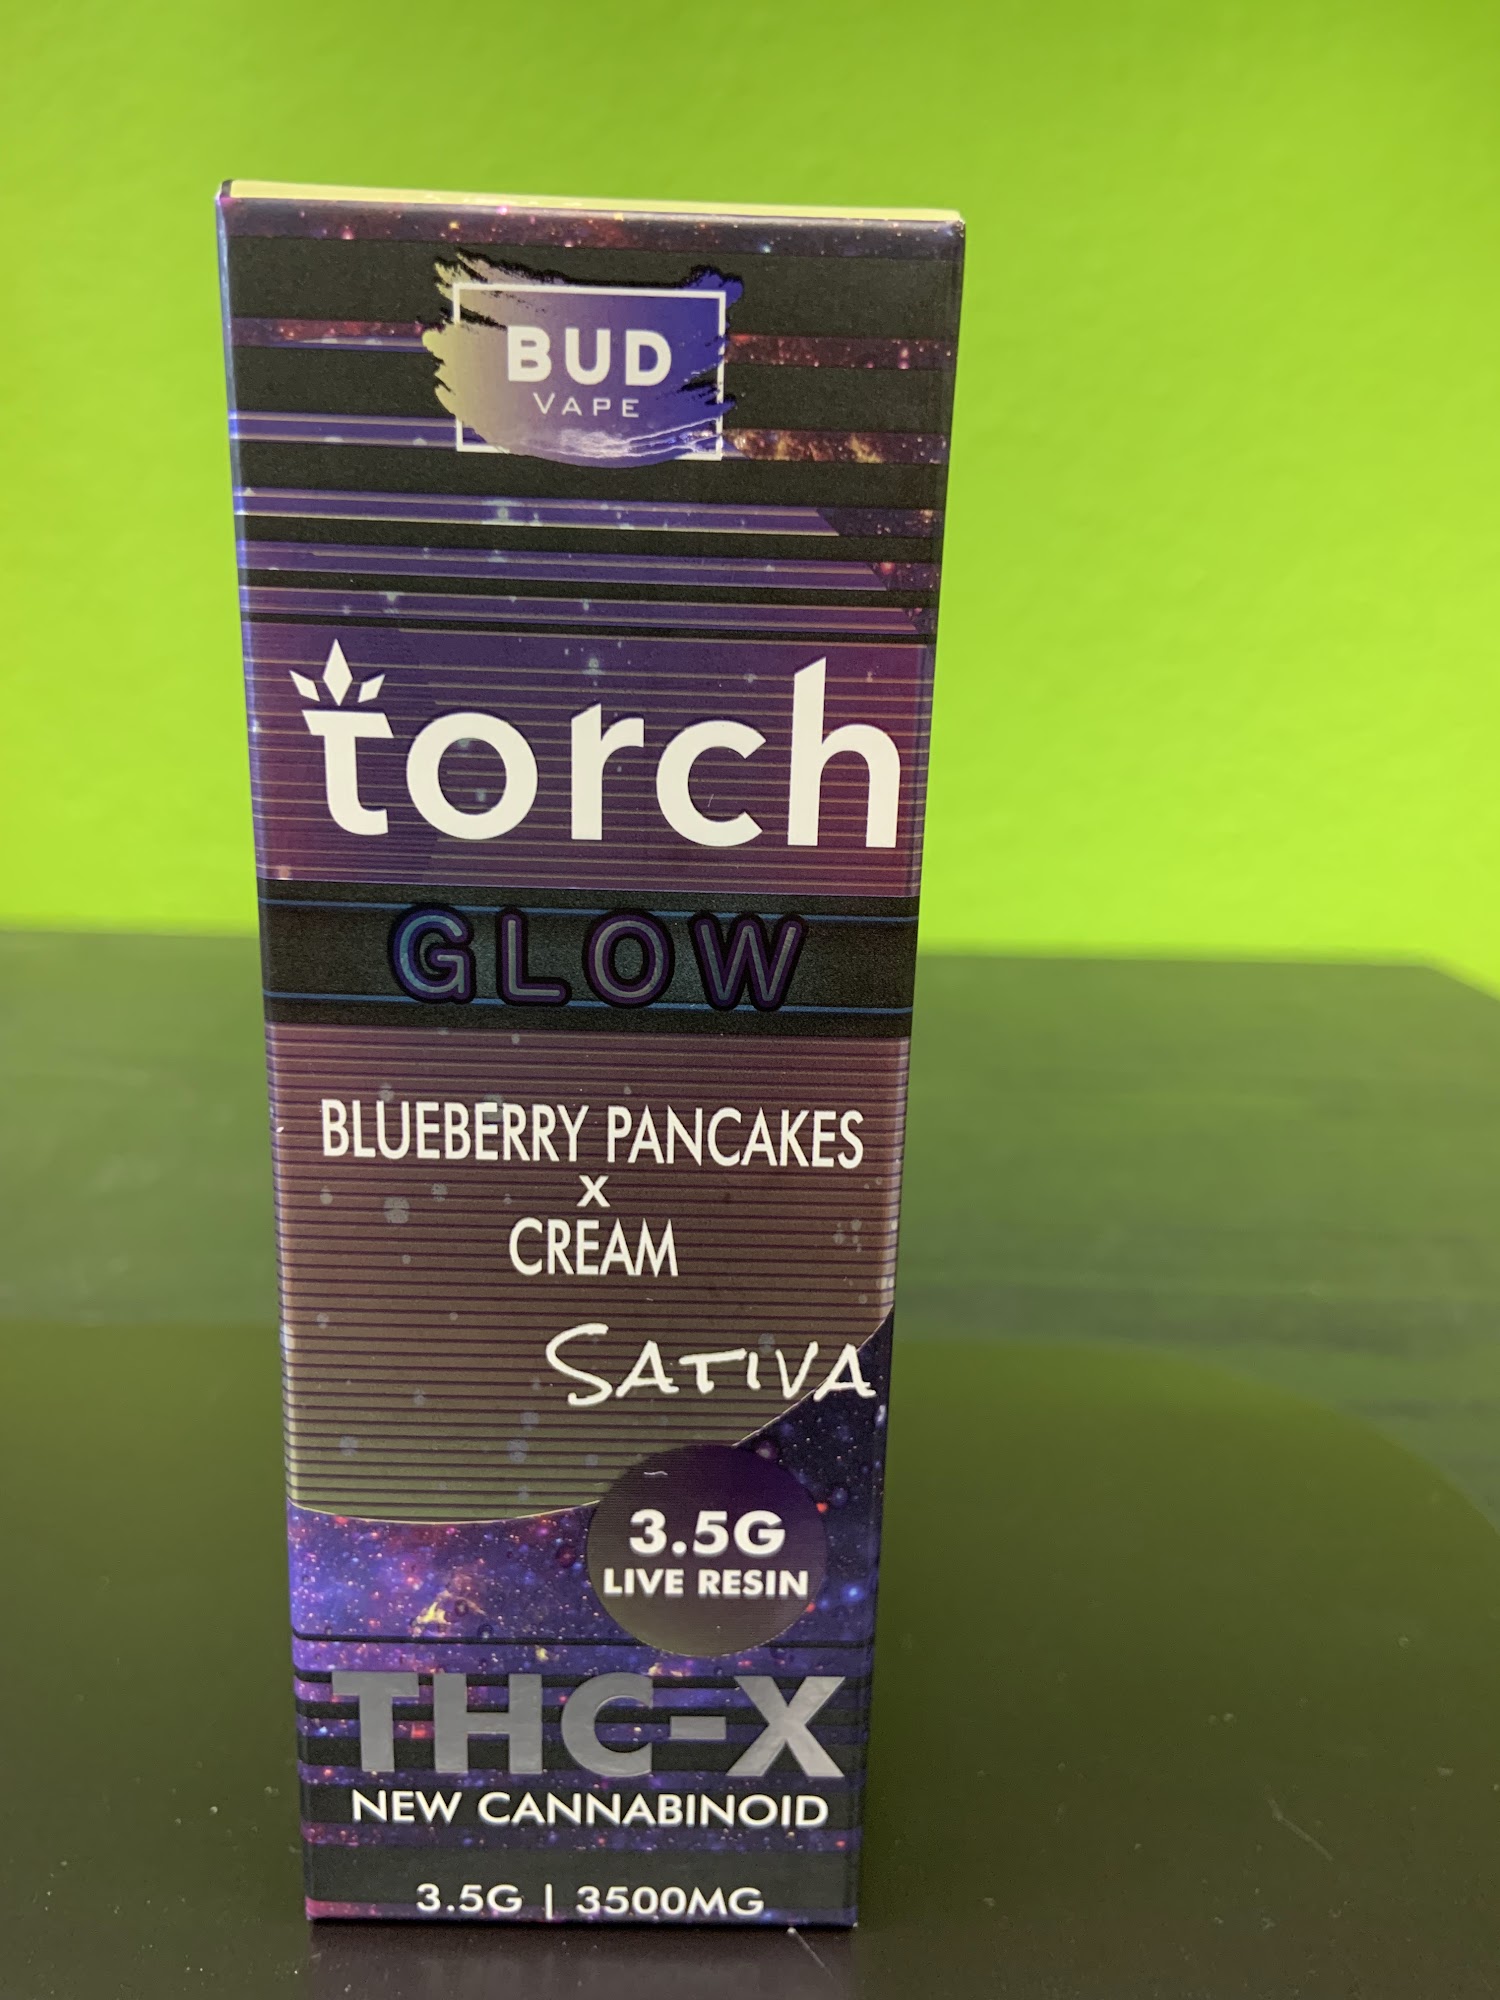 BUD
VAPE
torch
GLOW
BLUEBERRY PANCAKES
X
CREAM
SATIVA
3.5G
LIVE RESIN
THC-X
NEW CANNABINOID
3.5G | 3500MG